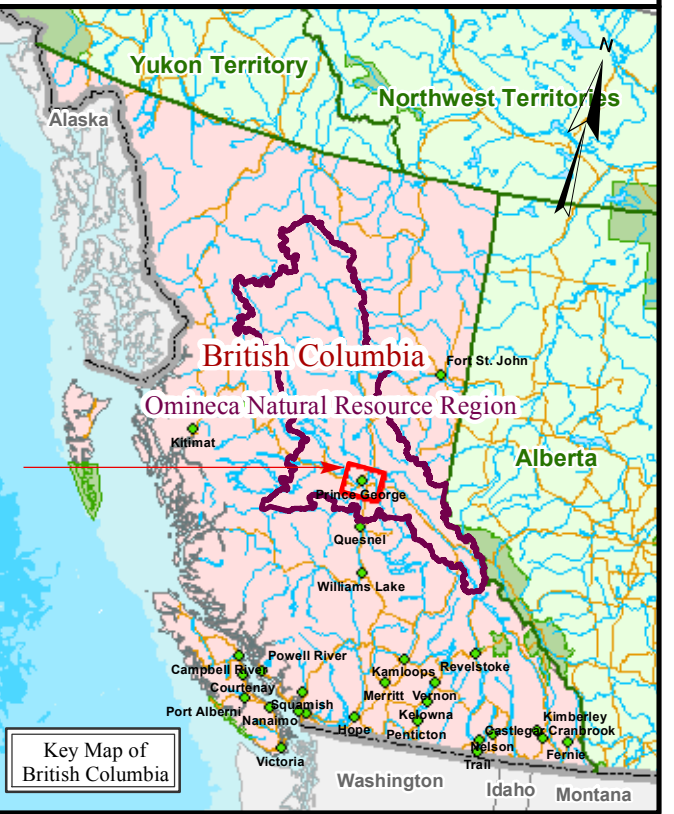 N
Yukon Territory
Northwest Territories
Alaska
British Columbia
Fort St. John
Omineca Natural Resource Region
Kitimat
Alberta
Prince George
Quesnel
Williams Lake
Powell River
Campbell River
Kamloops
Revelstoke
Courtenay
Merritt
Vernon
Port Alberni
Squamish
Nanaimo
Kelowna
Kimberley
Hope
Penticton
Castlegar
Cranbrook
Nelson
Fernie
Victoria
Trail
Key Map of
British Columbia
Washington
Idaho
Montana